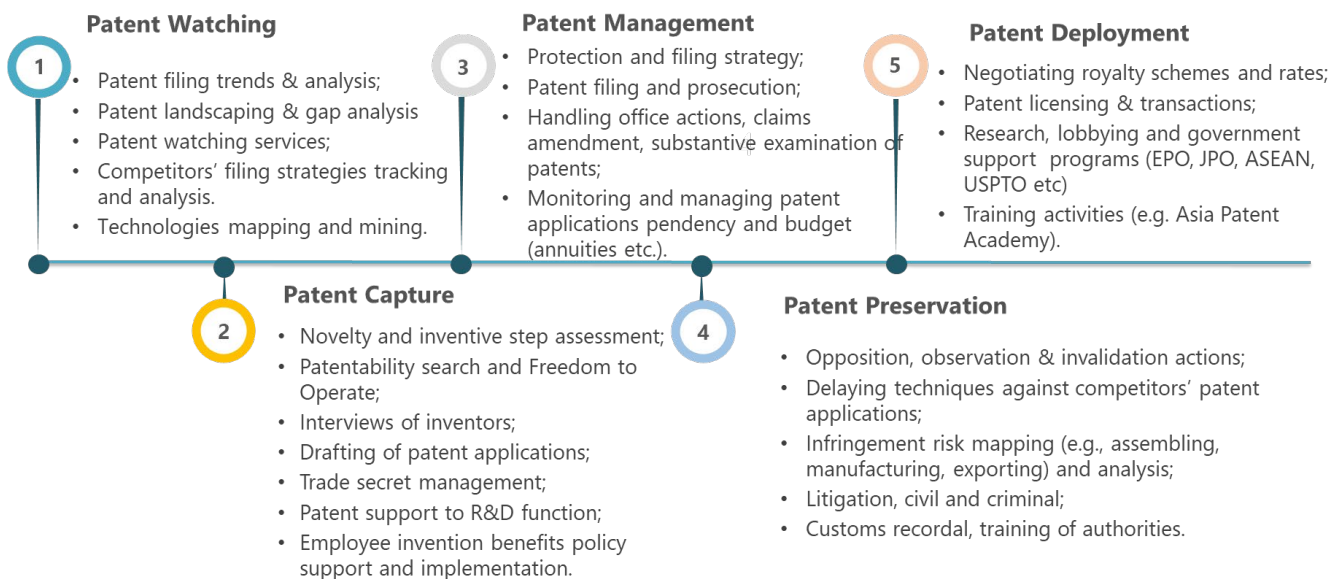 Patent Watching
1
• Patent filing trends & analysis;
• Patent landscaping & gap analysis
• Patent watching services;
• Competitors’ filing strategies tracking
and analysis.
• Technologies mapping and mining.
2
Patent Capture
• Novelty and inventive step assessment;
• Patentability search and Freedom to
Operate;
• Interviews of inventors;
• Drafting of patent applications;
• Trade secret management;
• Patent support to R&D function;
• Employee invention benefits policy
support and implementation.
Patent Management
3
• Protection and filing strategy;
• Patent filing and prosecution;
• Handling office actions, claims
amendment, substantive examination of
patents;
• Monitoring and managing patent
applications pendency and budget
(annuities etc.).
4
Patent Preservation
• Opposition, observation & invalidation actions;
• Delaying techniques against competitors’ patent
applications;
• Infringement risk mapping (e.g., assembling,
manufacturing, exporting) and analysis;
• Litigation, civil and criminal;
• Customs recordal, training of authorities.
Patent Deployment
5
• Negotiating royalty schemes and rates;
• Patent licensing & transactions;
• Research, lobbying and government
support programs (EPO, JPO, ASEAN,
USPTO etc)
• Training activities (e.g. Asia Patent
Academy).